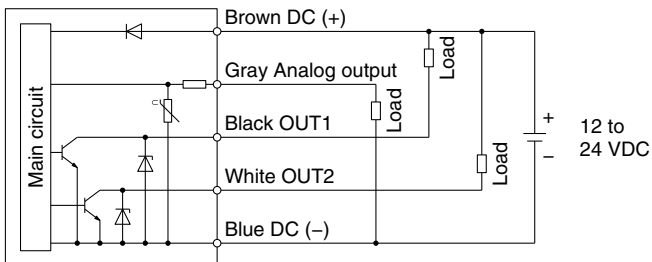 Brown DC (+)
Gray Analog output
Black OUT1
White OUT2
Blue DC (−)
Main circuit
Load
Load
Load
+
−
12 to
24 VDC